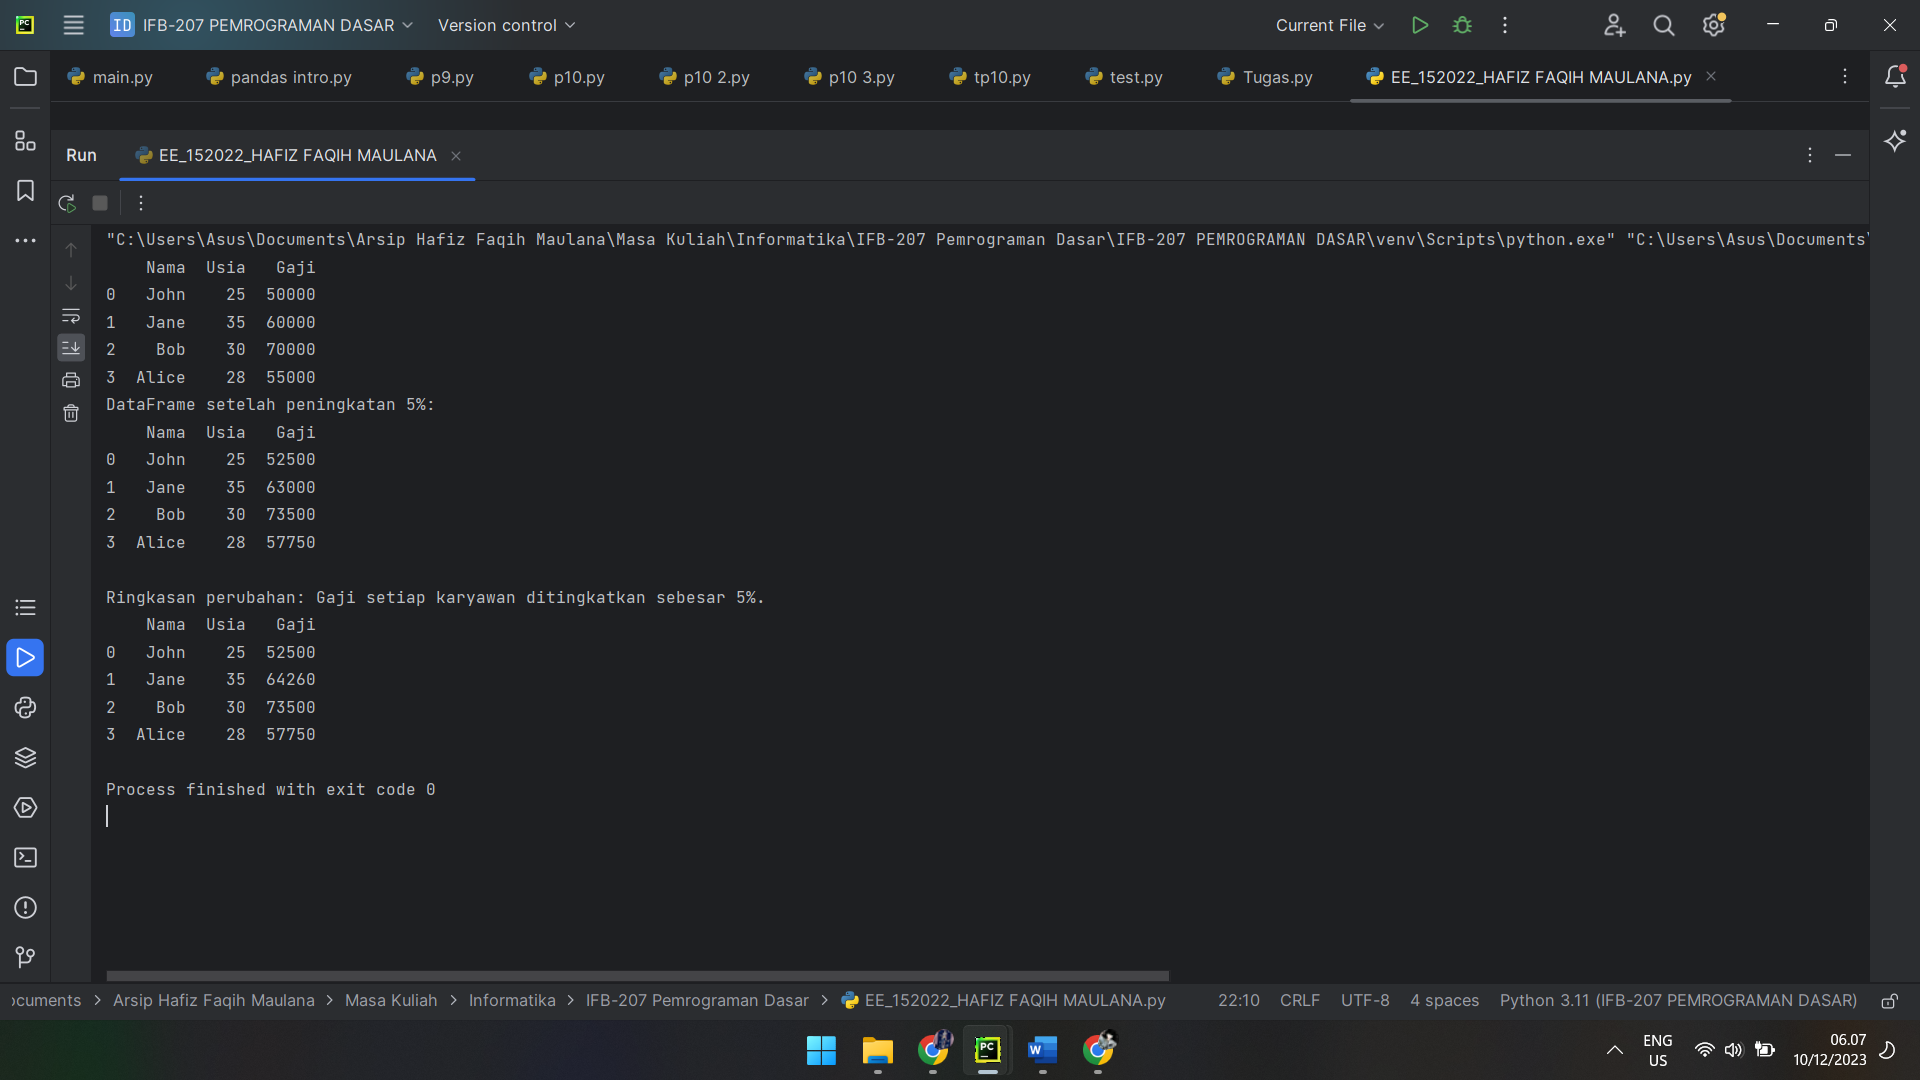 PC
ID IFB-207 PEMROGRAMAN DASAR Version control Current File
main.py pandas intro.py p9.py p10.py p10 2.py p10 3.py tp10.py test.py Tugas.py EE_152022_HAFIZ FAQIH MAULANA.py
Run EE_152022_HAFIZ FAQIH MAULANA
"C:\Users\Asus\Documents\Arsip Hafiz Faqih Maulana\Masa Kuliah\Informatika\IFB-207 Pemrograman Dasar\IFB-207 PEMROGRAMAN DASAR\venv\Scripts\python.exe" "C:\Users\Asus\Documents\
Nama Usia Gaji
0 John 25 50000
1 Jane 35 60000
2 Bob 30 70000
3 Alice 28 55000
DataFrame setelah peningkatan 5%:
Nama Usia Gaji
0 John 25 52500
1 Jane 35 63000
2 Bob 30 73500
3 Alice 28 57750
Ringkasan perubahan: Gaji setiap karyawan ditingkatkan sebesar 5%.
Nama Usia Gaji
0 John 25 52500
1 Jane 35 64260
2 Bob 30 73500
3 Alice 28 57750
Process finished with exit code 0
ocuments > Arsip Hafiz Faqih Maulana > Masa Kuliah > Informatika > IFB-207 Pemrograman Dasar > EE_152022_HAFIZ FAQIH MAULANA.py 22:10 CRLF UTF-8 4 spaces Python 3.11 (IFB-207 PEMROGRAMAN DASAR)
PC W
ENG
US
06.07
10/12/2023